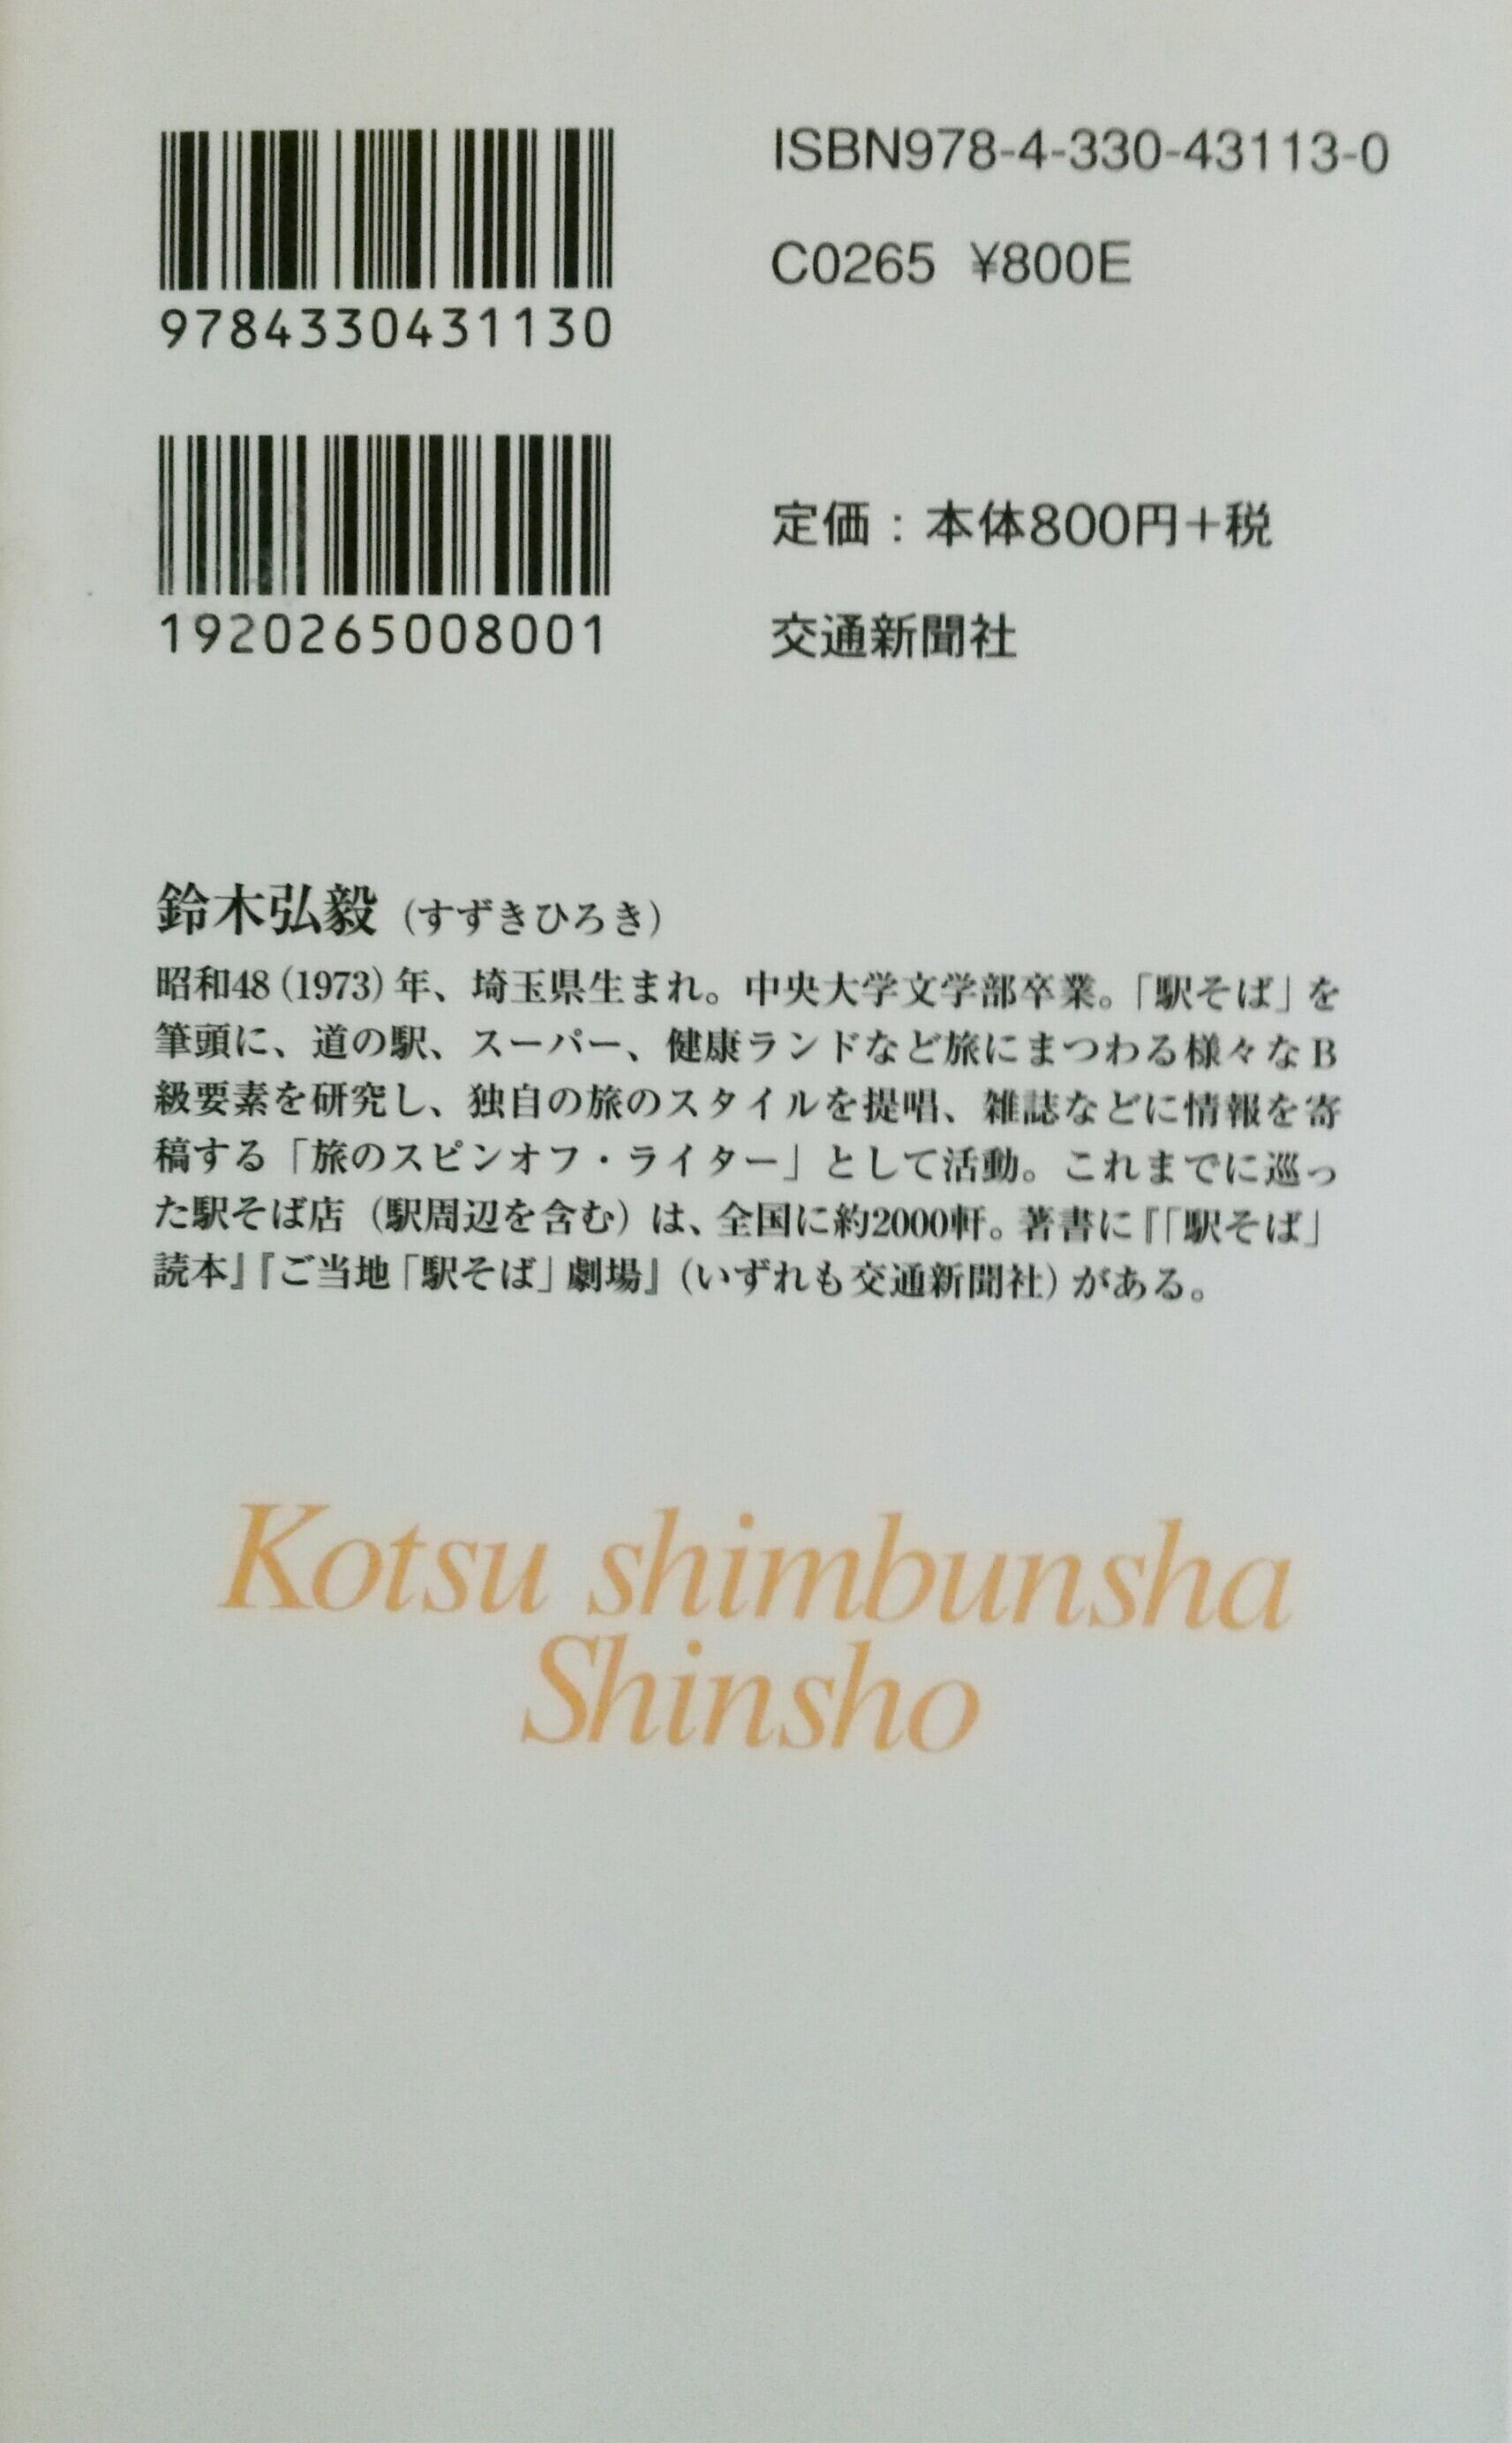 9784330431130
ISBN978-4-330-43113-0
C0265 ¥800E
1920265008001
定価：本体800円＋税
交通新聞社
鈴木弘毅（すずきひろき）
昭和48（1973）年、埼玉県生まれ。中央大学文学部卒業。「駅そば」を
筆頭に、道の駅、スーパー、健康ランドなど旅にまつわる様々なB
級要素を研究し、独自の旅のスタイルを提唱、雑誌などに情報を寄
稿する「旅のスピンオフ・ライター」として活動。これまでに巡っ
た駅そば店（駅周辺を含む）は、全国に約2000軒。著書に『「駅そば」
読本』『ご当地「駅そば」劇場』（いずれも交通新聞社）がある。
Kotsu shimbunsha
Shinsho